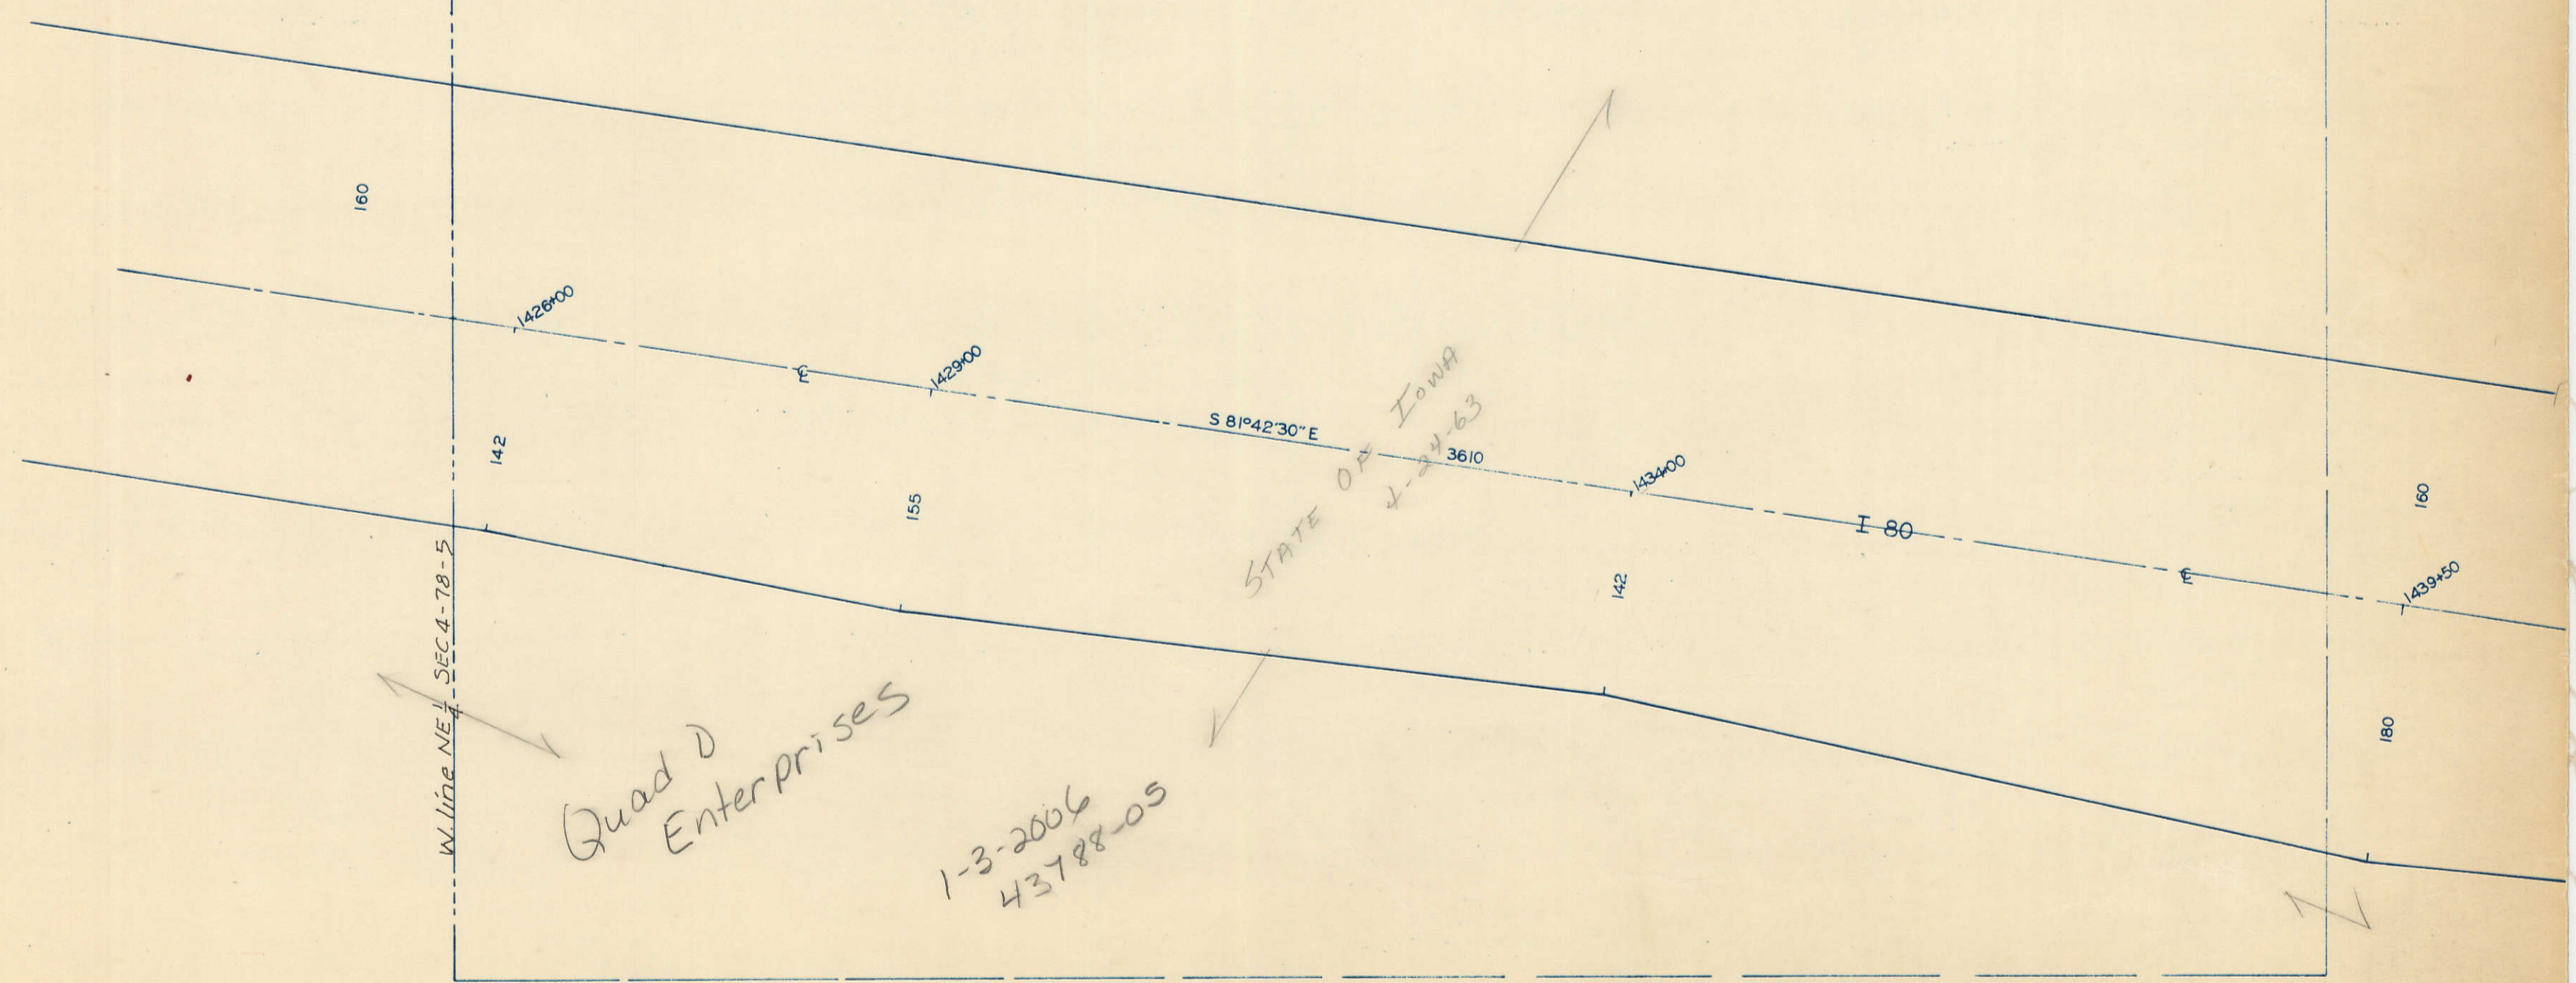 160
1426+00
℄
1429+00
142
155
S 81°42'30" E
3610
STATE OF IOWA
4-24-63
1434+00
I 80
142
℄
160
1439+50
180
W. line NE 1/4 SEC 4-78-5
Quad D
Enterprises
1-3-2006
43788-05